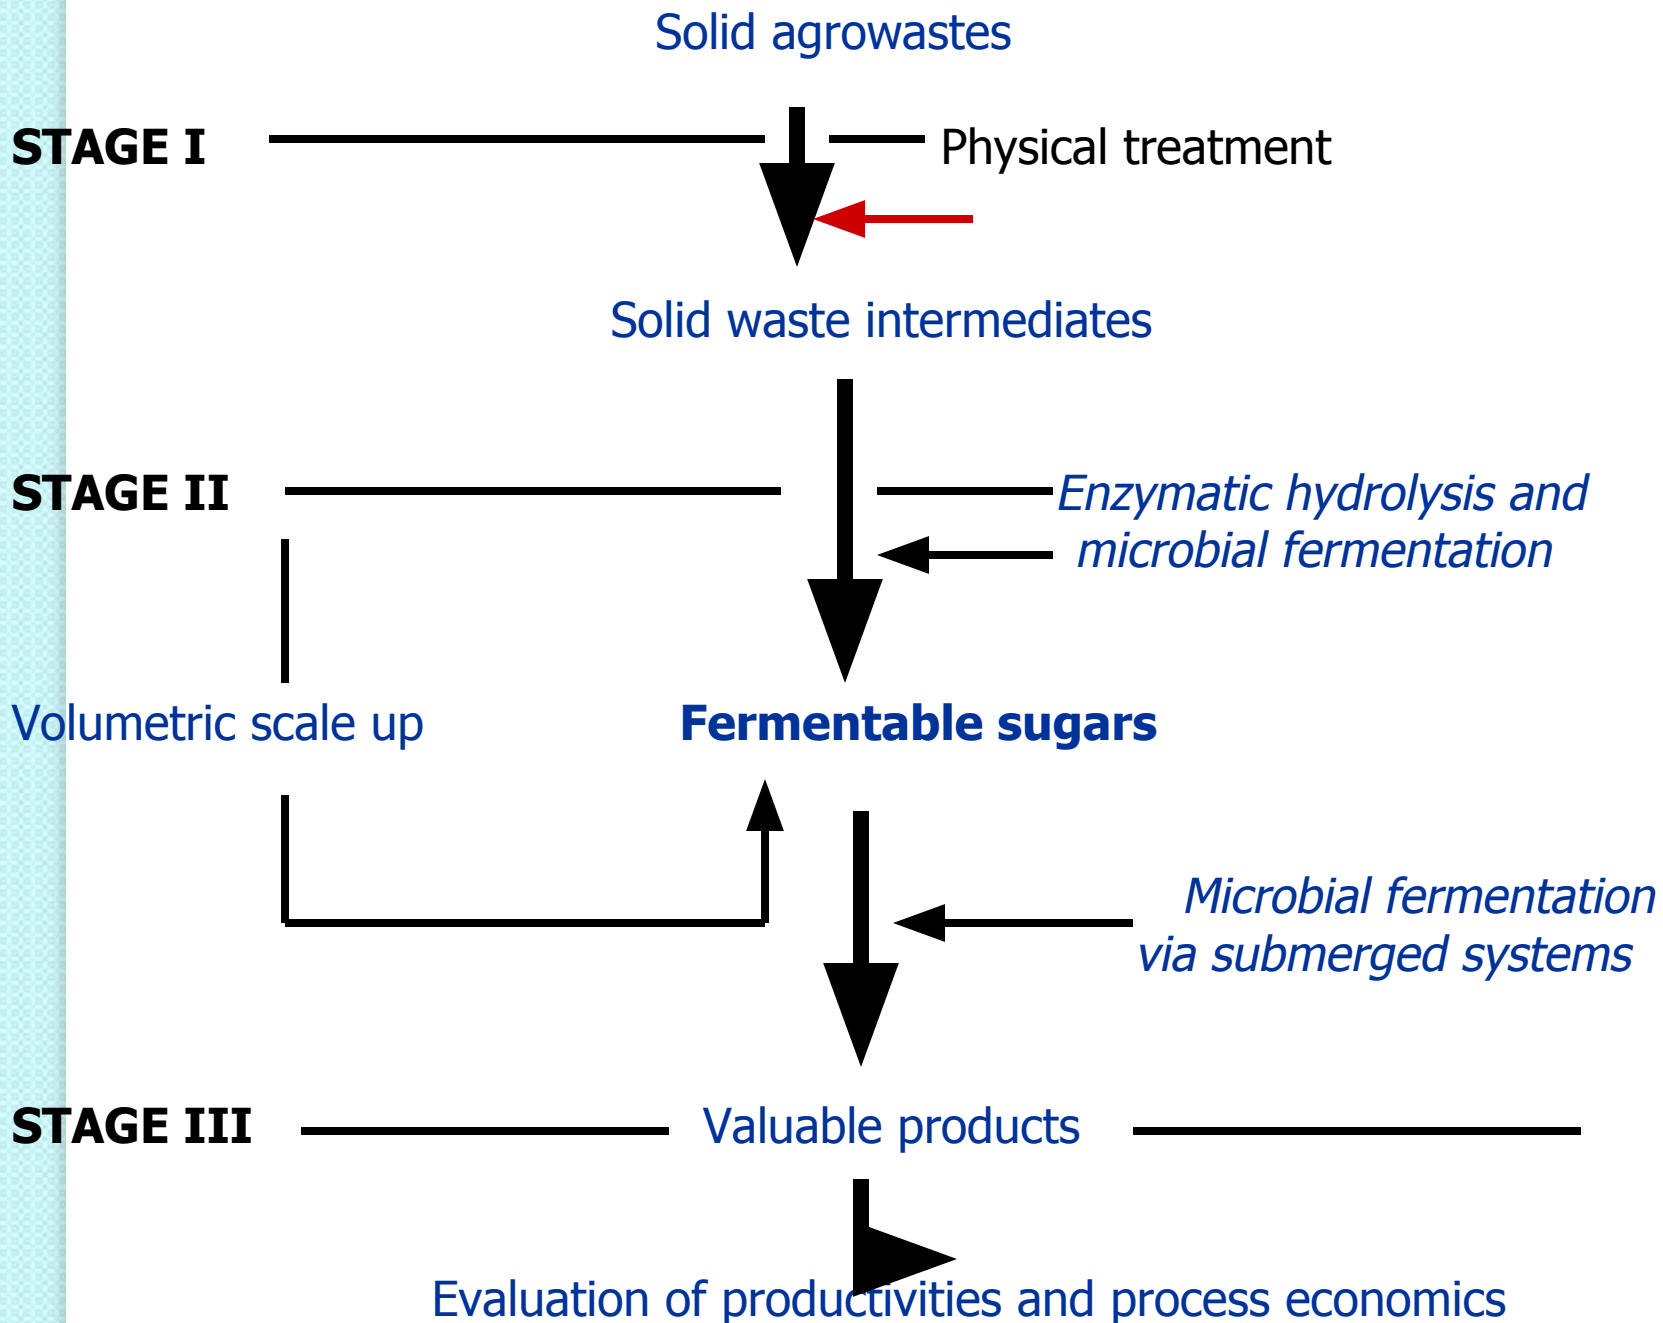 Solid agrowastes
STAGE I
Physical treatment
Solid waste intermediates
STAGE II
Enzymatic hydrolysis and
microbial fermentation
Volumetric scale up
Fermentable sugars
Microbial fermentation
via submerged systems
STAGE III
Valuable products
Evaluation of productivities and process economics